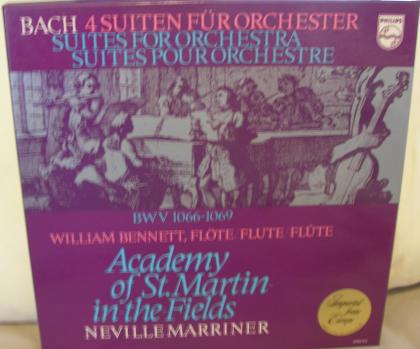 BACH 4 SUITEN FÜR ORCHESTER
SUITES FOR ORCHESTRA
SUITES POUR ORCHESTRE
PHILIPS
BWV 1066-1069
WILLIAM BENNETT, FLÖTE/FLUTE/FLÛTE
Academy
of St. Martin-
in-the Fields
NEVILLE MARRINER
Imported
from
Europe